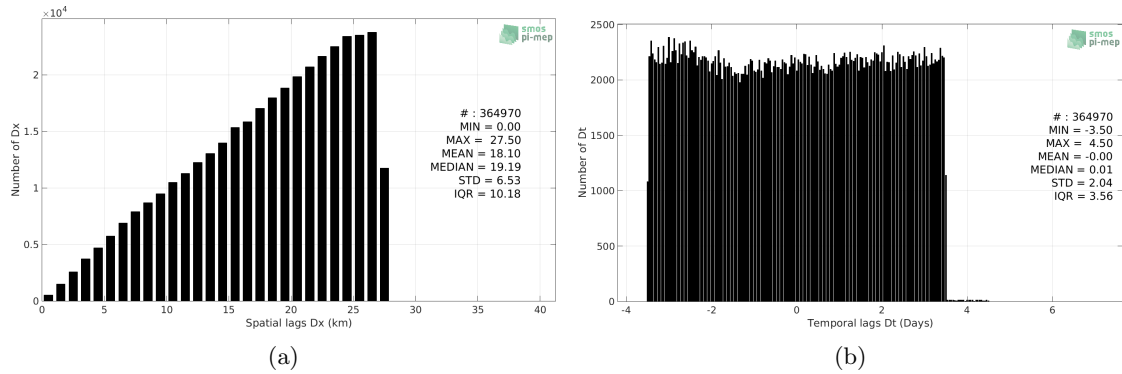 ×10^4
2
1.5
1
0.5
0
Number of Dx
smos
pi-mep
# : 364970
MIN = 0.00
MAX = 27.50
MEAN = 18.10
MEDIAN = 19.19
STD = 6.53
IQR = 10.18
0 5 10 15 20 25 30 35 40
Spatial lags Dx (km)
(a)
2500
2000
1500
1000
500
0
Number of Dt
smos
pi-mep
# : 364970
MIN = -3.50
MAX = 4.50
MEAN = -0.00
MEDIAN = 0.01
STD = 2.04
IQR = 3.56
-4 -2 0 2 4 6
Temporal lags Dt (Days)
(b)